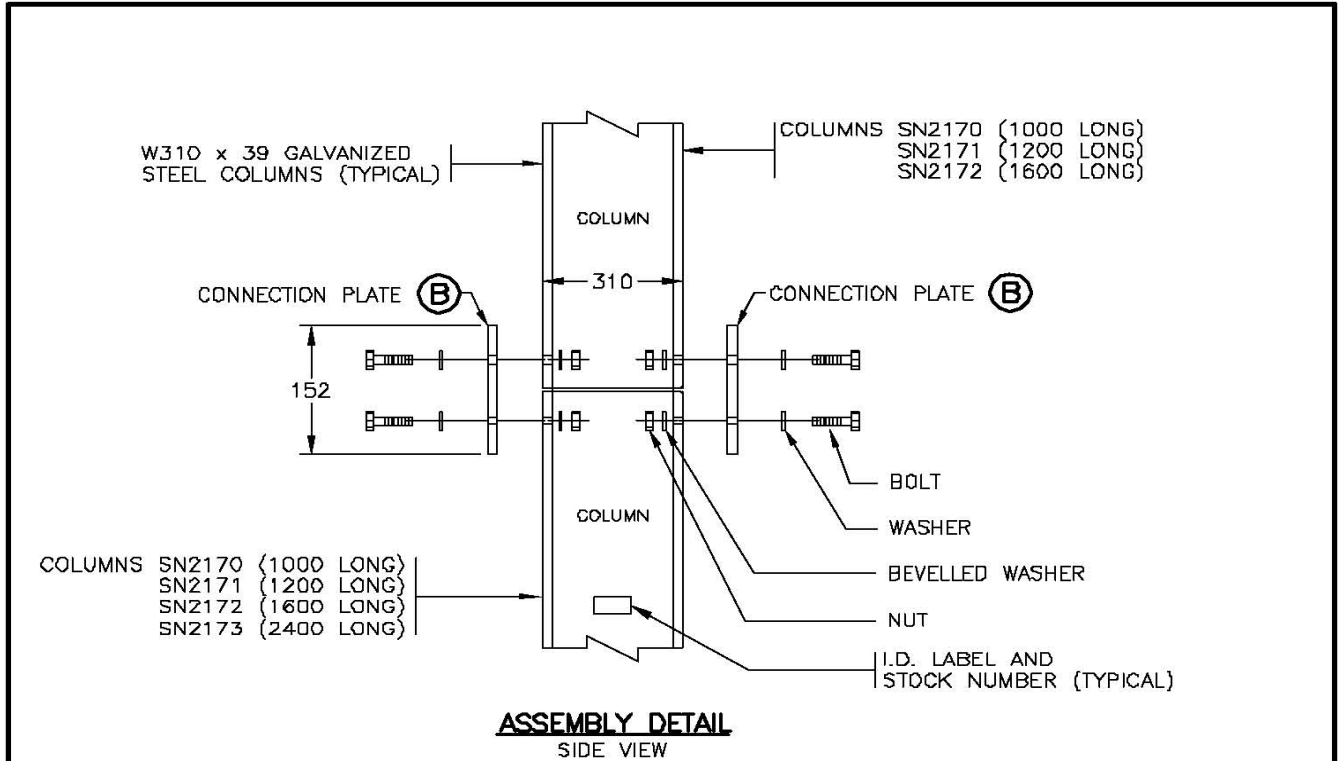 W310 x 39 GALVANIZED
STEEL COLUMNS (TYPICAL)
COLUMNS SN2170 (1000 LONG)
SN2171 (1200 LONG)
SN2172 (1600 LONG)
COLUMN
310
CONNECTION PLATE B
CONNECTION PLATE B
152
BOLT
WASHER
BEVELLED WASHER
NUT
COLUMN
COLUMNS SN2170 (1000 LONG)
SN2171 (1200 LONG)
SN2172 (1600 LONG)
SN2173 (2400 LONG)
I.D. LABEL AND
STOCK NUMBER (TYPICAL)
ASSEMBLY DETAIL
SIDE VIEW